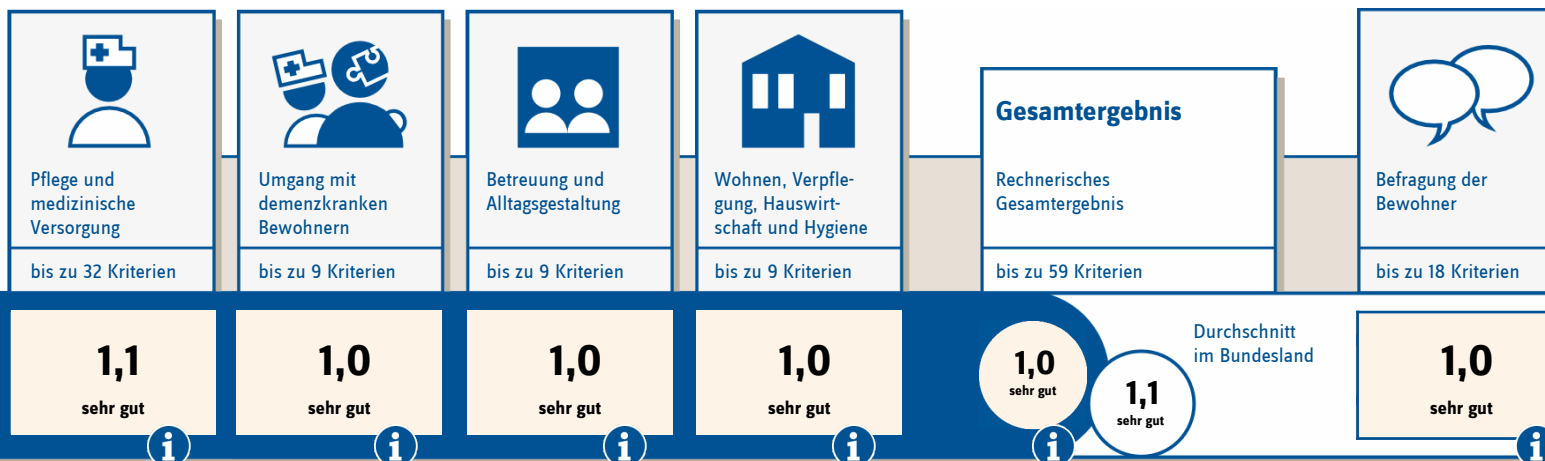 Pflege und
medizinische
Versorgung
bis zu 32 Kriterien
1,1
sehr gut
i
Umgang mit
demenzkranken
Bewohnern
bis zu 9 Kriterien
1,0
sehr gut
i
Betreuung und
Alltagsgestaltung
bis zu 9 Kriterien
1,0
sehr gut
i
Wohnen, Verpfle-
gung, Hauswirt-
schaft und Hygiene
bis zu 9 Kriterien
1,0
sehr gut
i
Gesamtergebnis
Rechnerisches
Gesamtergebnis
bis zu 59 Kriterien
1,0
sehr gut
i
Durchschnitt
im Bundesland
1,1
sehr gut
Befragung der
Bewohner
bis zu 18 Kriterien
1,0
sehr gut
i